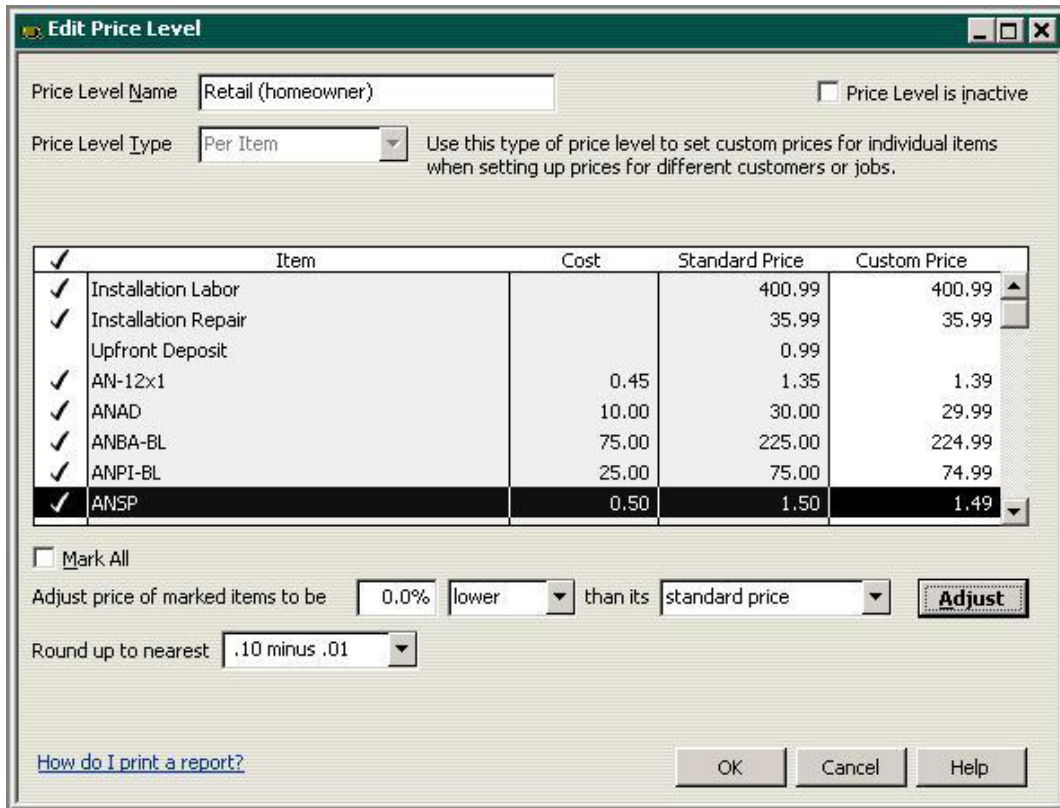 Edit Price Level
Price Level Name Retail (homeowner) Price Level is inactive
Price Level Type Per Item Use this type of price level to set custom prices for individual items
when setting up prices for different customers or jobs.
Item Cost Standard Price Custom Price
Installation Labor 400.99 400.99
Installation Repair 35.99 35.99
Upfront Deposit 0.99
AN-12x1 0.45 1.35 1.39
ANAD 10.00 30.00 29.99
ANBA-BL 75.00 225.00 224.99
ANPI-BL 25.00 75.00 74.99
ANSP 0.50 1.50 1.49
Mark All
Adjust price of marked items to be 0.0% lower than its standard price Adjust
Round up to nearest .10 minus .01
How do I print a report? OK Cancel Help